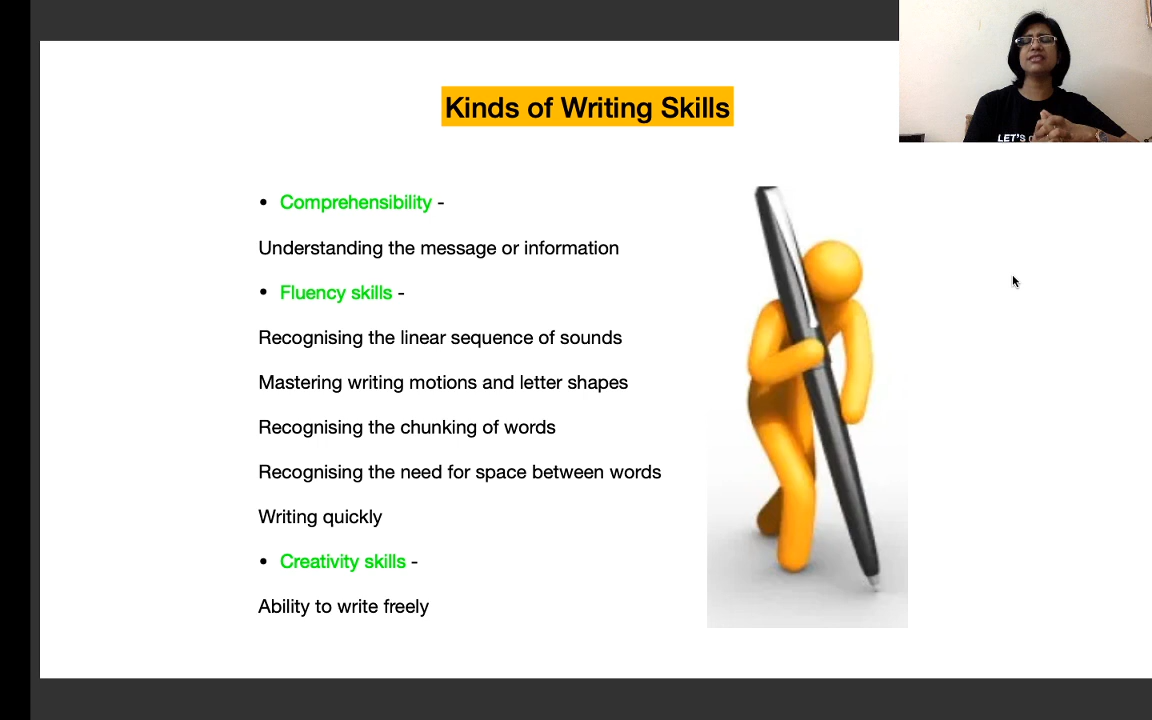 Kinds of Writing Skills
LET'S
• Comprehensibility -
Understanding the message or information
• Fluency skills -
Recognising the linear sequence of sounds
Mastering writing motions and letter shapes
Recognising the chunking of words
Recognising the need for space between words
Writing quickly
• Creativity skills -
Ability to write freely